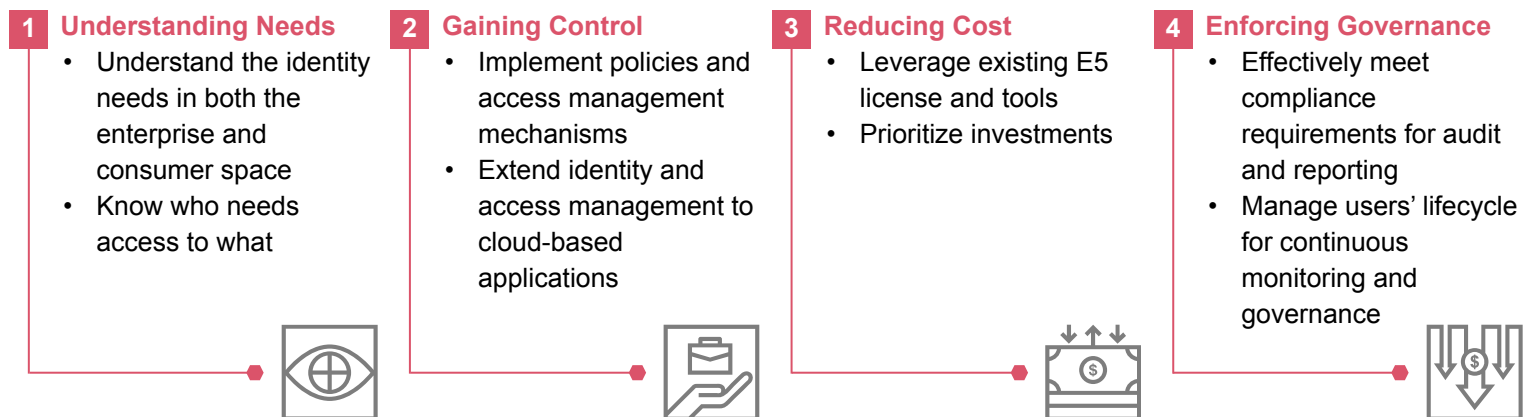 1 Understanding Needs
• Understand the identity
needs in both the
enterprise and
consumer space
• Know who needs
access to what
2 Gaining Control
• Implement policies and
access management
mechanisms
• Extend identity and
access management to
cloud-based
applications
3 Reducing Cost
• Leverage existing E5
license and tools
• Prioritize investments
$
4 Enforcing Governance
• Effectively meet
compliance
requirements for audit
and reporting
• Manage users’ lifecycle
for continuous
monitoring and
governance
$